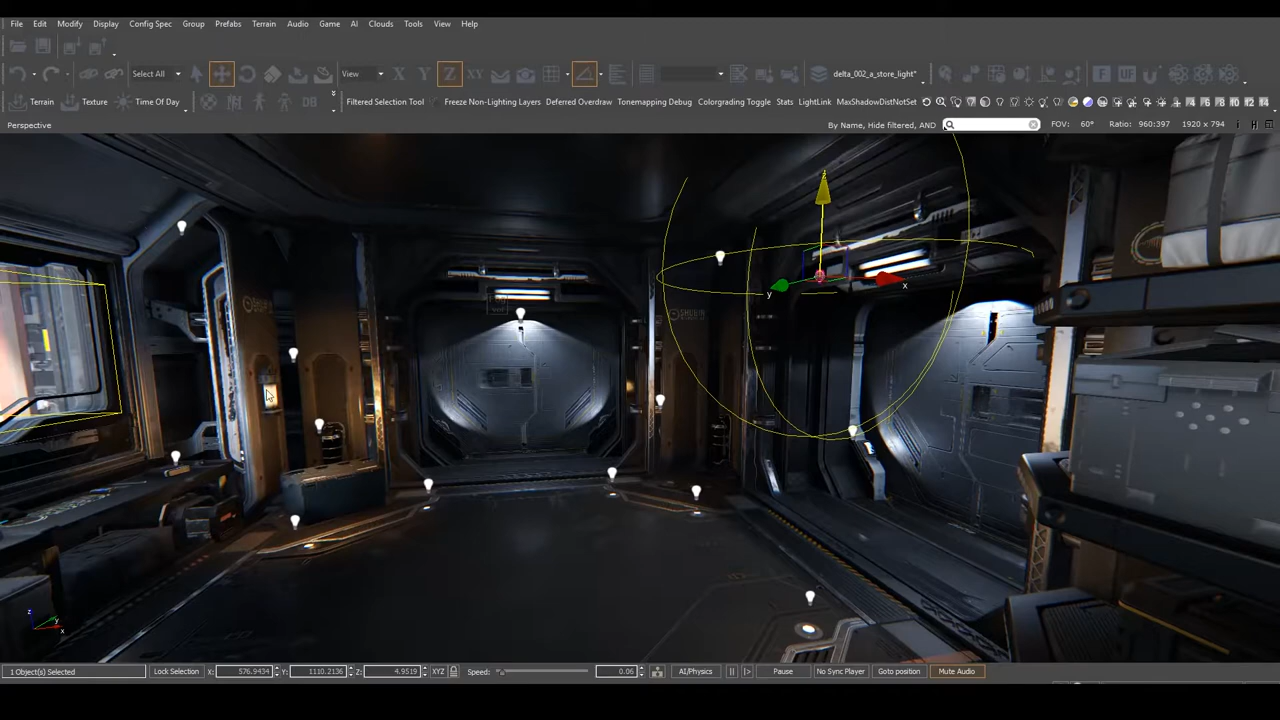 File Edit Modify Display Config Spec Group Prefabs Terrain Audio Game AI Clouds Tools View Help
Select All View X Y Z XY delta_002_a_store_light*
Terrain Texture Time Of Day DB Filtered Selection Tool Freeze Non-Lighting Layers Deferred Overdraw Tonemapping Debug Colorgrading Toggle Stats LightLink MaxShadowDistNotSet
Perspective By Name, Hide filtered, AND FOV: 60° Ratio: 960:397 1920 x 794
z
x
y
z
y
x
1 Object(s) Selected Lock Selection X: 576.9434 Y: 1110.2136 Z: 4.9519 XYZ Speed: 0.06 AI/Physics Pause No Sync Player Goto position Mute Audio